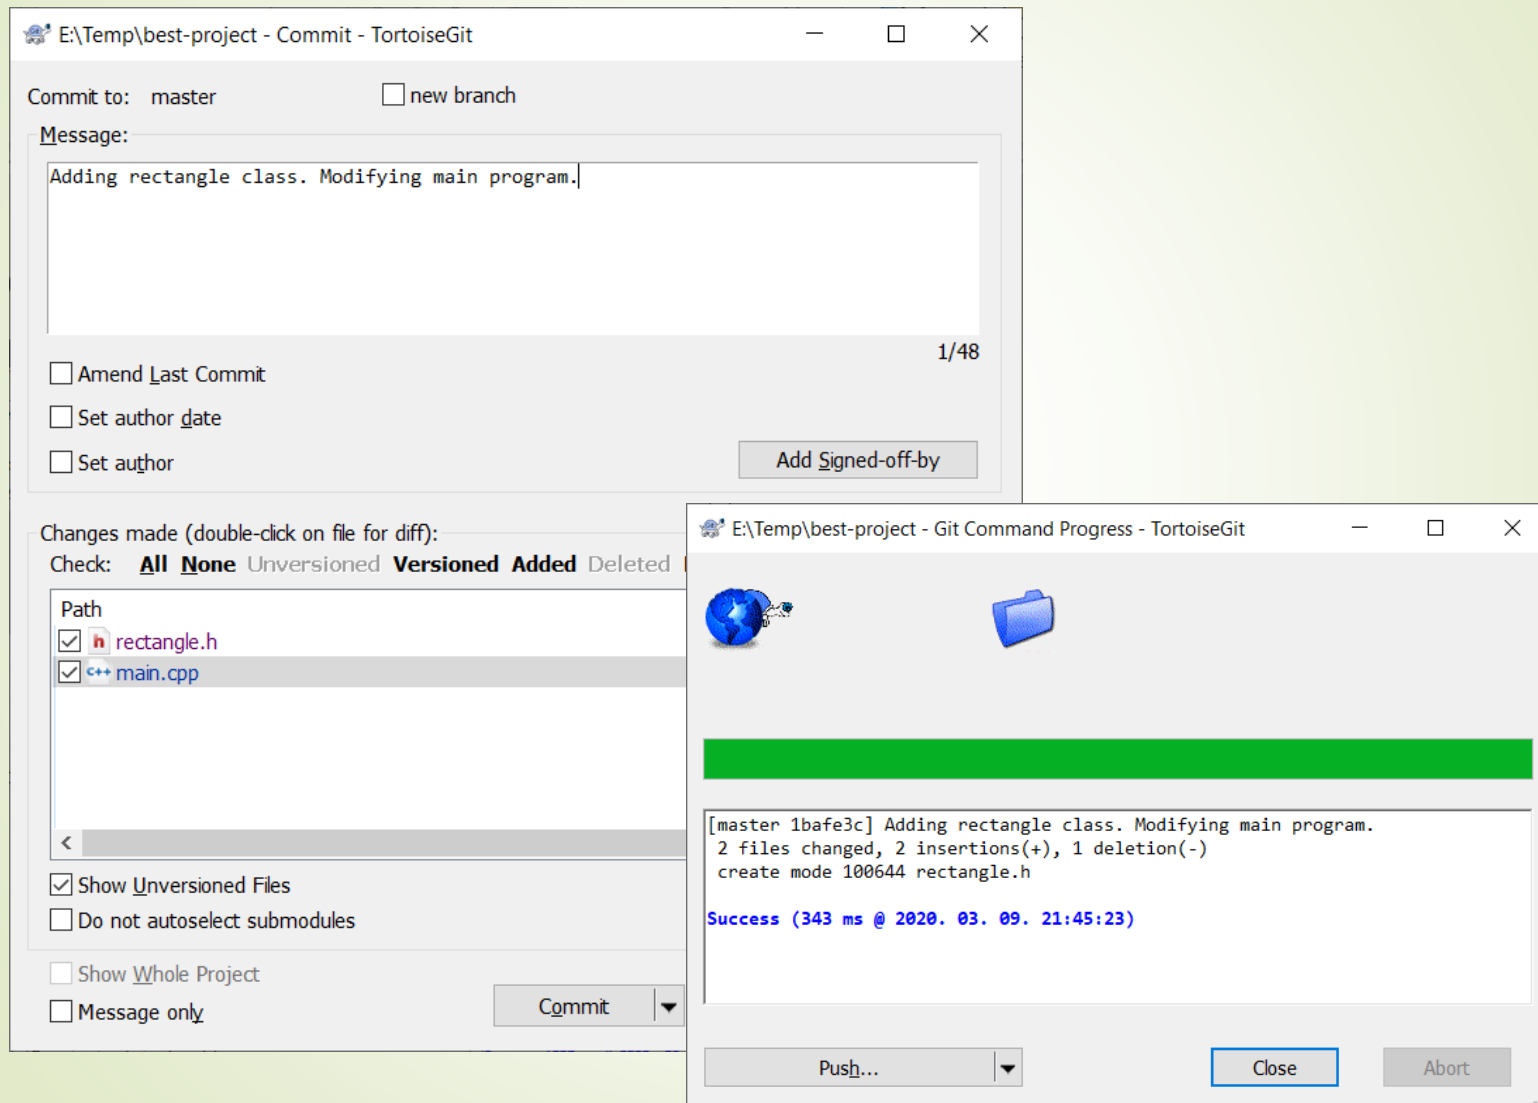 E:\Temp\best-project - Commit - TortoiseGit
Commit to: master
new branch
Message:
Adding rectangle class. Modifying main program.
1/48
Amend Last Commit
Set author date
Set author
Add Signed-off-by
Changes made (double-click on file for diff):
Check: All None Unversioned Versioned Added Deleted
Path
h rectangle.h
C++ main.cpp
Show Unversioned Files
Do not autoselect submodules
Show Whole Project
Message only
Commit
E:\Temp\best-project - Git Command Progress - TortoiseGit
[master 1bafe3c] Adding rectangle class. Modifying main program.
2 files changed, 2 insertions(+), 1 deletion(-)
create mode 100644 rectangle.h
Success (343 ms @ 2020. 03. 09. 21:45:23)
Push...
Close
Abort